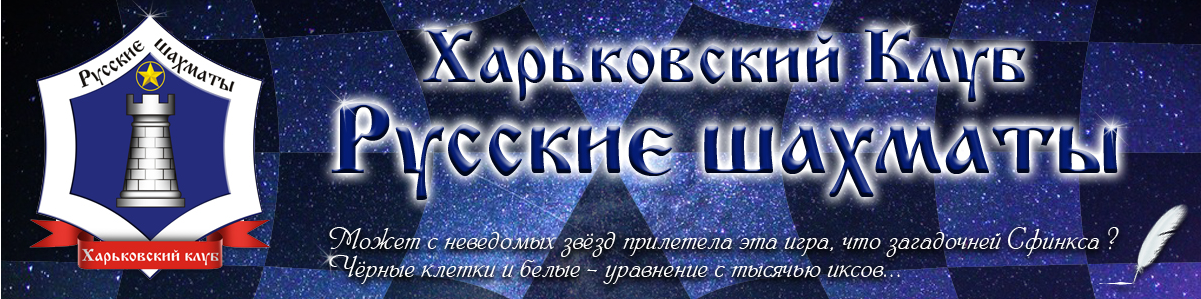 Русские шахматы
Харьковский клуб
Харьковский Клуб
Русские шахматы
Может с неведомых звёзд прилетела эта игра, что загадочней Сфинкса ?
Чёрные клетки и белые - уравнение с тысячью иксов...